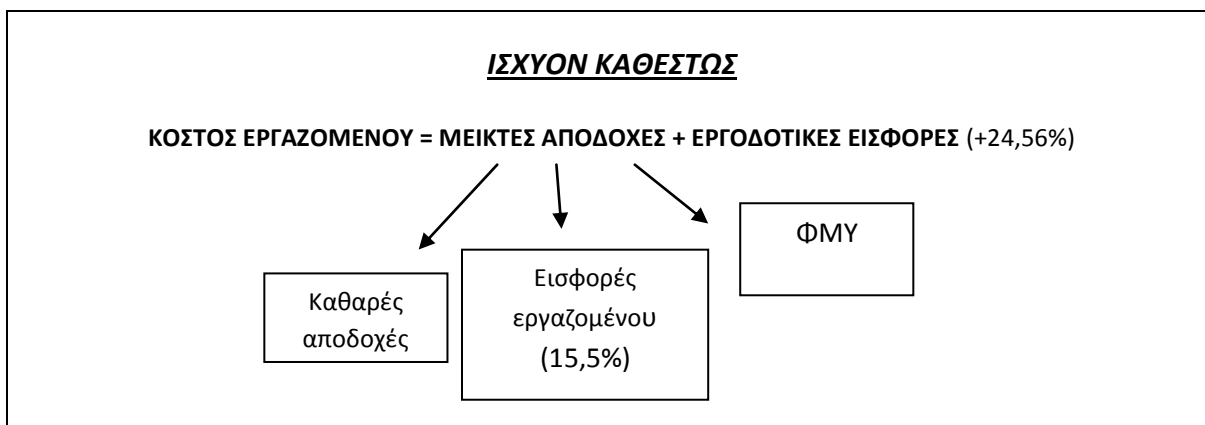 ΙΣΧΥΟΝ ΚΑΘΕΣΤΩΣ
ΚΟΣΤΟΣ ΕΡΓΑΖΟΜΕΝΟΥ = ΜΕΙΚΤΕΣ ΑΠΟΔΟΧΕΣ + ΕΡΓΟΔΟΤΙΚΕΣ ΕΙΣΦΟΡΕΣ (+24,56%)
Καθαρές
αποδοχές
Εισφορές
εργαζομένου
(15,5%)
ΦΜΥ